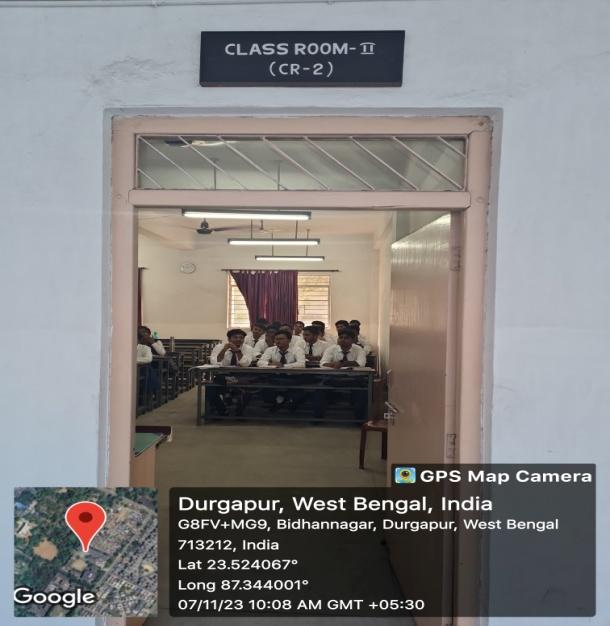 CLASS ROOM-II
(CR-2)
GPS Map Camera
Durgapur, West Bengal, India
G8FV+MG9, Bidhannagar, Durgapur, West Bengal
713212, India
Lat 23.524067°
Long 87.344001°
07/11/23 10:08 AM GMT +05:30
Google